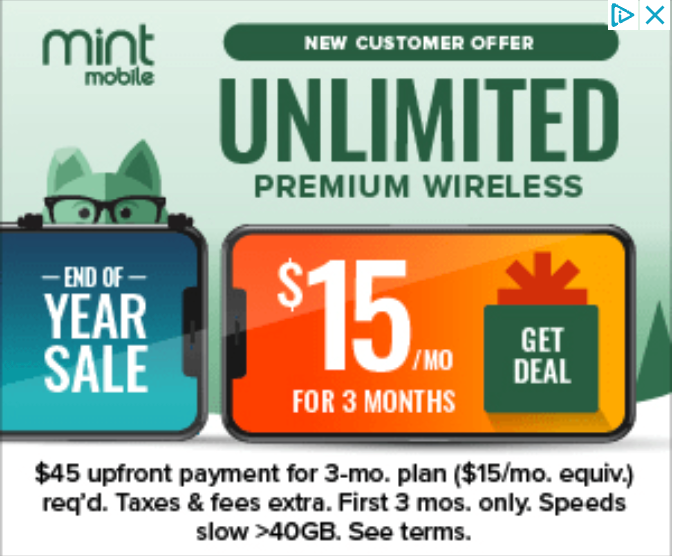 mint
mobile
NEW CUSTOMER OFFER
UNLIMITED
PREMIUM WIRELESS
– END OF –
YEAR
SALE
$15/MO
FOR 3 MONTHS
GET
DEAL
$45 upfront payment for 3-mo. plan ($15/mo. equiv.)
req'd. Taxes & fees extra. First 3 mos. only. Speeds
slow >40GB. See terms.